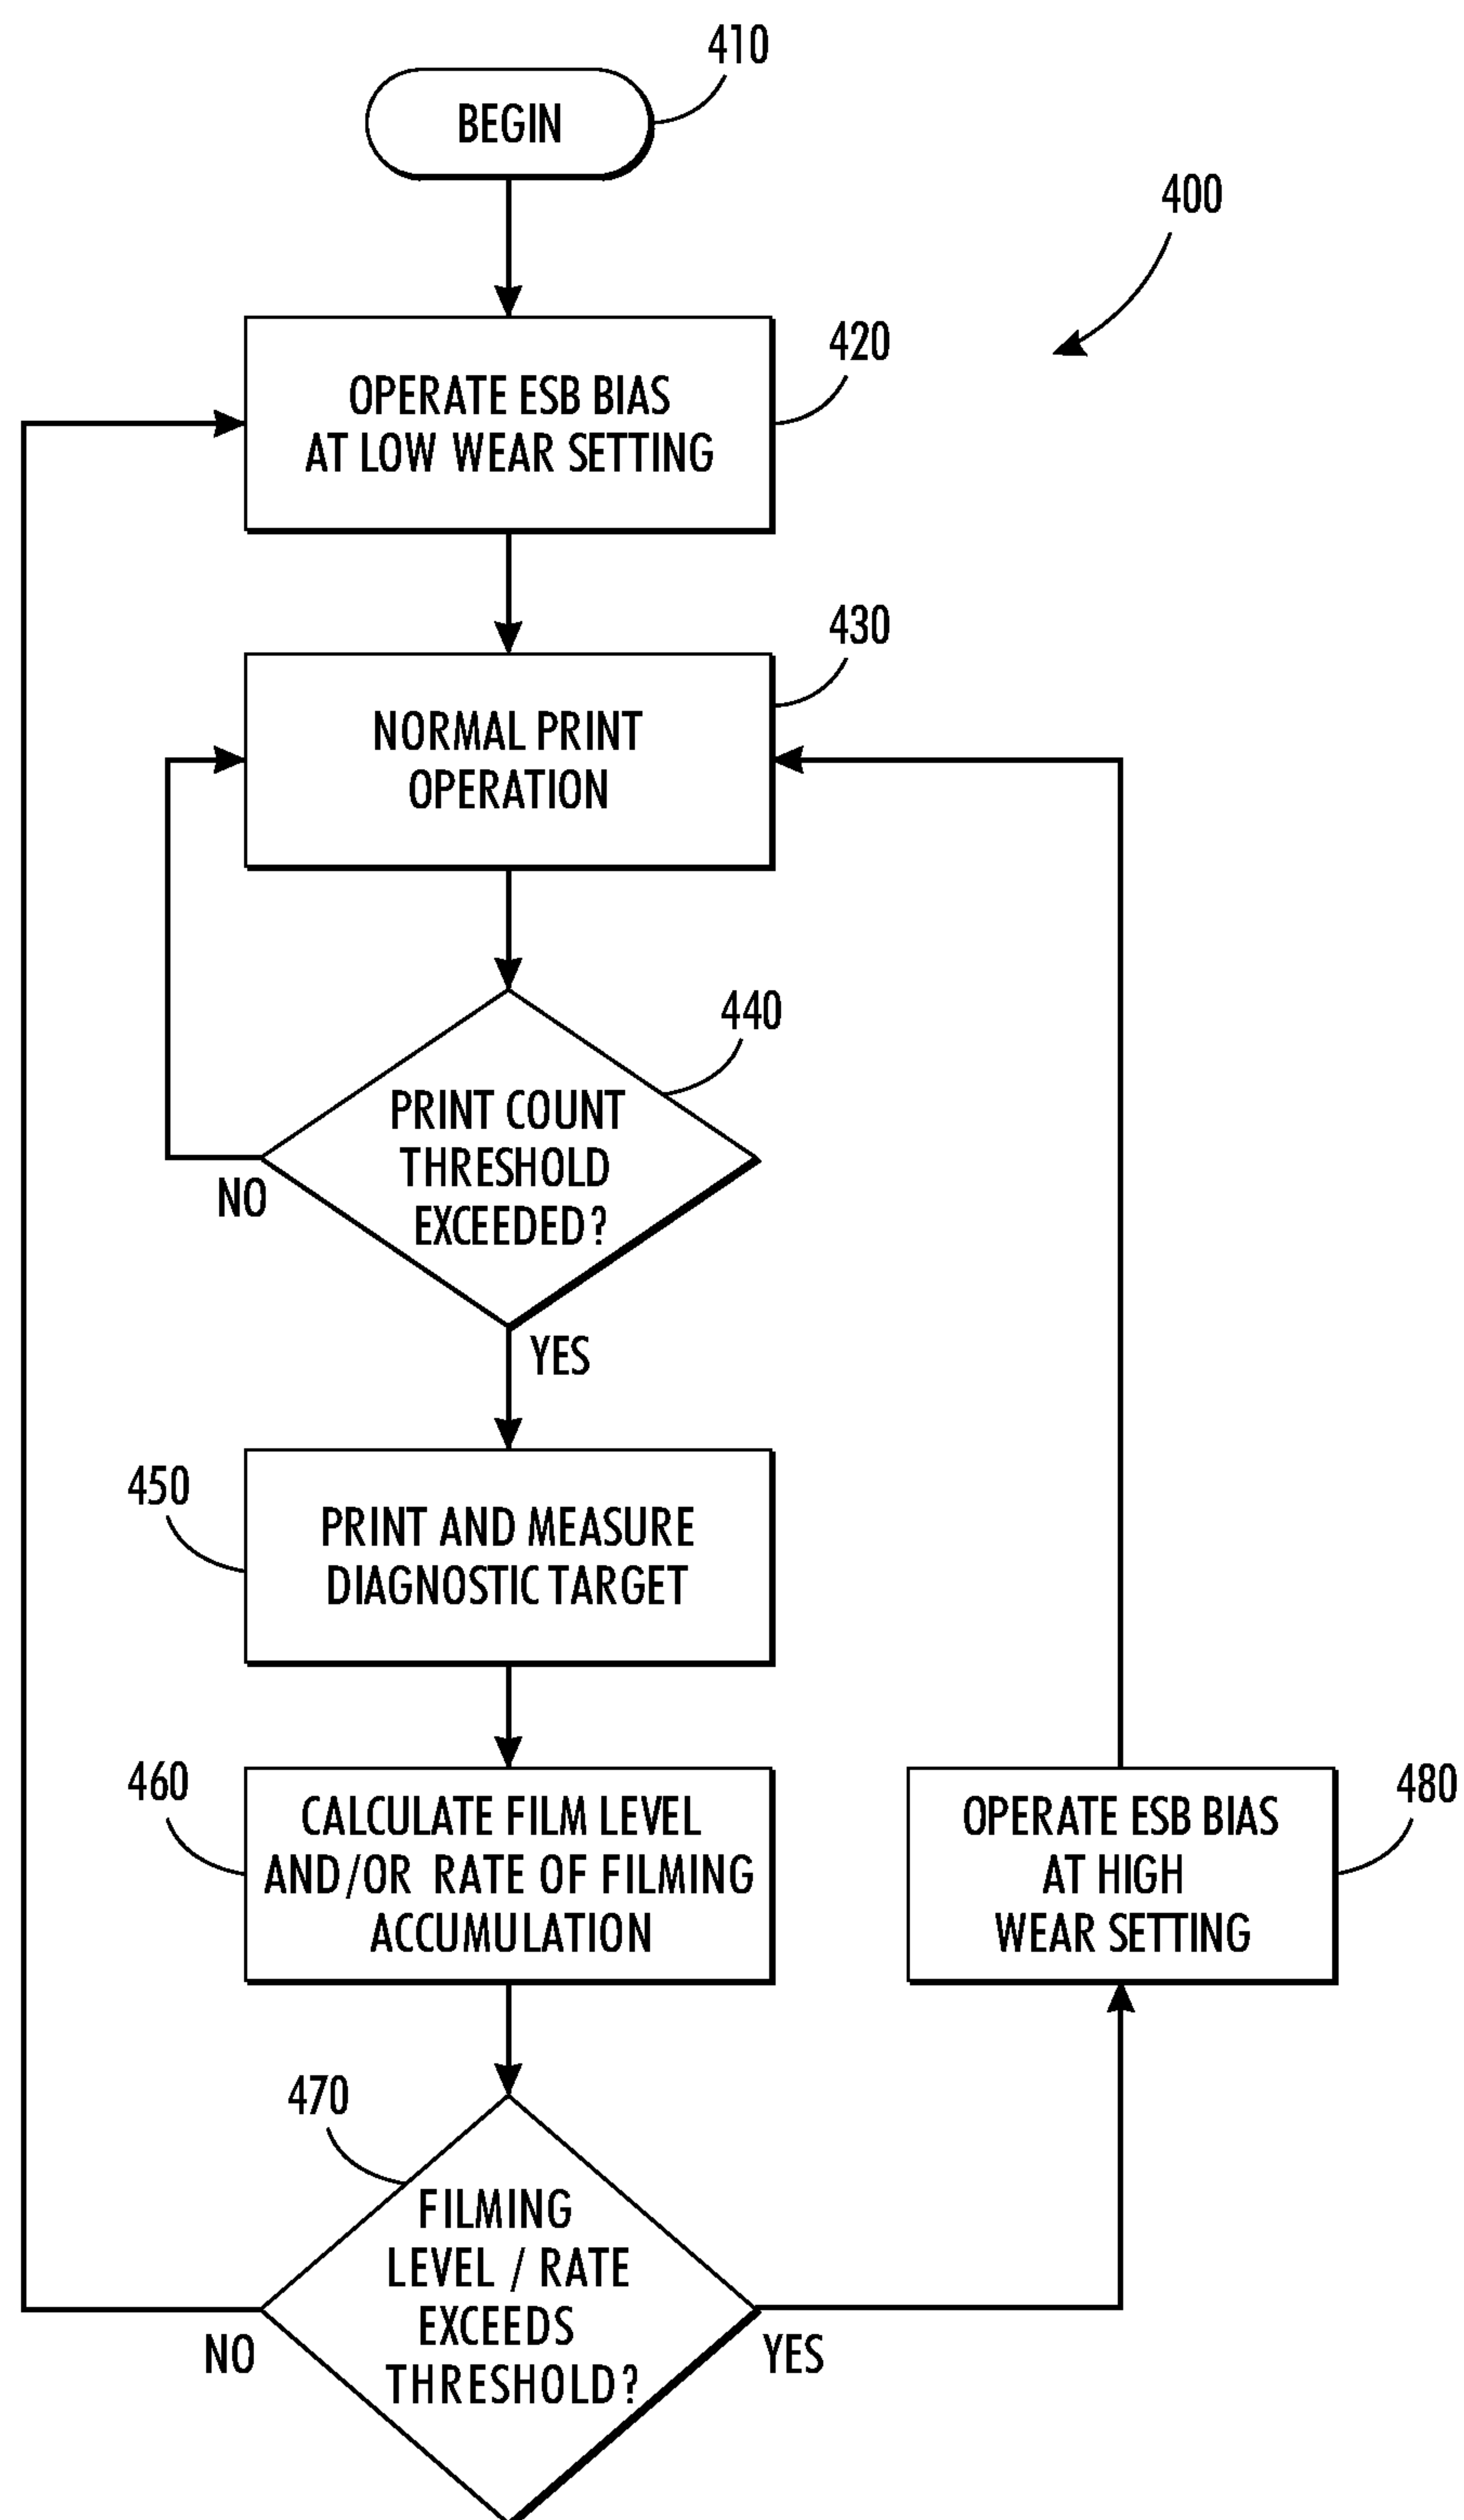 410
BEGIN
400
420
OPERATE ESB BIAS
AT LOW WEAR SETTING
430
NORMAL PRINT
OPERATION
440
PRINT COUNT
THRESHOLD
EXCEEDED?
NO
YES
450
PRINT AND MEASURE
DIAGNOSTIC TARGET
460
CALCULATE FILM LEVEL
AND/OR RATE OF FILMING
ACCUMULATION
480
OPERATE ESB BIAS
AT HIGH
WEAR SETTING
470
FILMING
LEVEL / RATE
EXCEEDS
THRESHOLD?
NO
YES